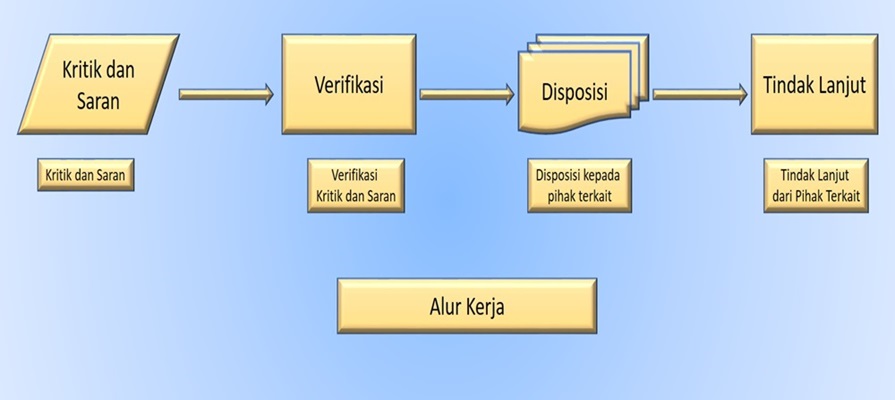 Kritik dan
Saran
Verifikasi
Disposisi
Tindak Lanjut
Kritik dan Saran
Verifikasi
Kritik dan Saran
Disposisi kepada
pihak terkait
Tindak Lanjut
dari Pihak Terkait
Alur Kerja